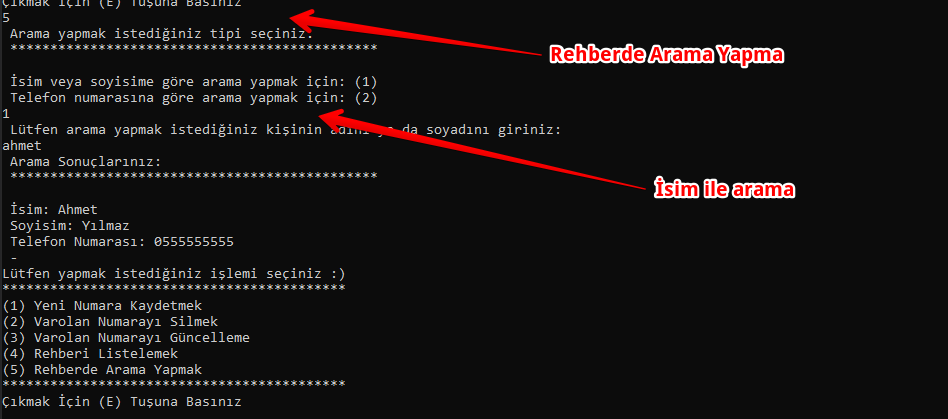 Çıkmak İçin (E) Tuşuna Basınız
5
Arama yapmak istediğiniz tipi seçiniz:
**********************************************
Rehberde Arama Yapma
İsim veya soyisime göre arama yapmak için: (1)
Telefon numarasına göre arama yapmak için: (2)
1
Lütfen arama yapmak istediğiniz kişinin adını ya da soyadını giriniz:
ahmet
Arama Sonuçlarınız:
**********************************************
İsim ile arama
İsim: Ahmet
Soyisim: Yılmaz
Telefon Numarası: 0555555555
-
Lütfen yapmak istediğiniz işlemi seçiniz :)
*******************************************
(1) Yeni Numara Kaydetmek
(2) Varolan Numarayı Silmek
(3) Varolan Numarayı Güncelleme
(4) Rehberi Listelemek
(5) Rehberde Arama Yapmak
*******************************************
Çıkmak İçin (E) Tuşuna Basınız